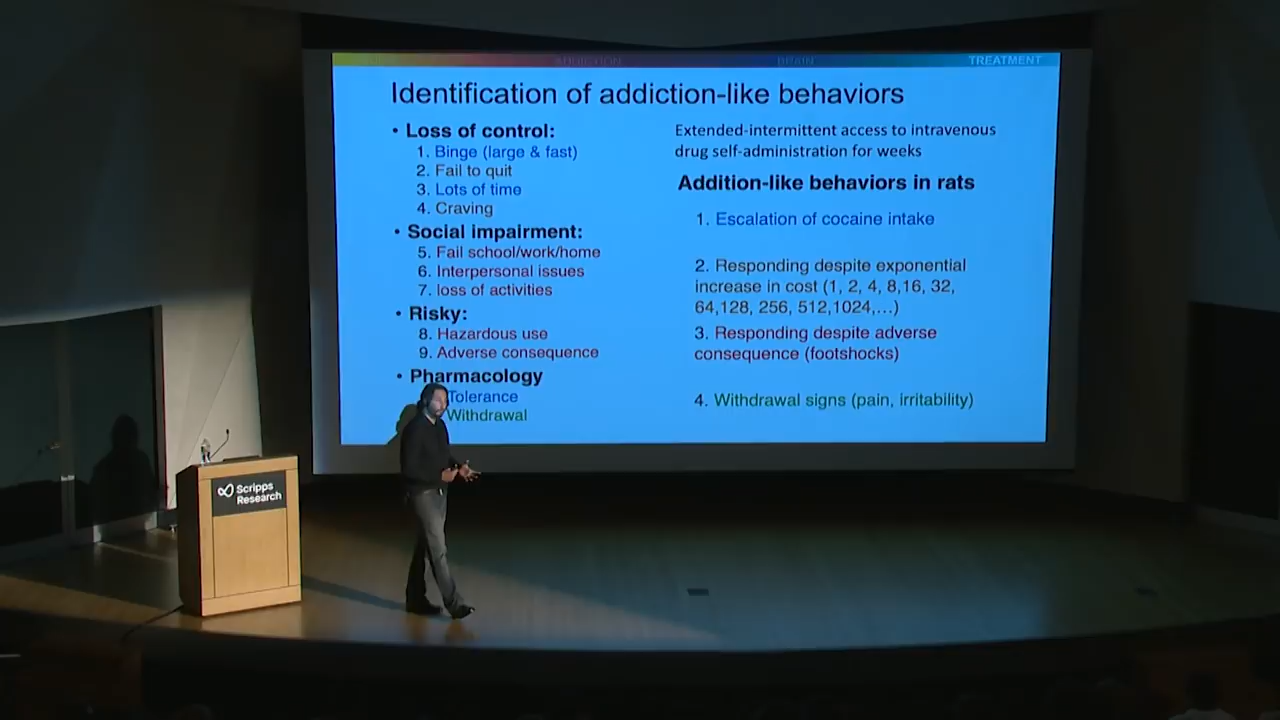 ADDICTION BRAIN TREATMENT
Identification of addiction-like behaviors
• Loss of control:
1. Binge (large & fast)
2. Fail to quit
3. Lots of time
4. Craving
• Social impairment:
5. Fail school/work/home
6. Interpersonal issues
7. loss of activities
• Risky:
8. Hazardous use
9. Adverse consequence
• Pharmacology
Tolerance
Withdrawal
Extended-intermittent access to intravenous
drug self-administration for weeks
Addition-like behaviors in rats
1. Escalation of cocaine intake
2. Responding despite exponential
increase in cost (1, 2, 4, 8,16, 32,
64,128, 256, 512,1024,...)
3. Responding despite adverse
consequence (footshocks)
4. Withdrawal signs (pain, irritability)
Scripps
Research